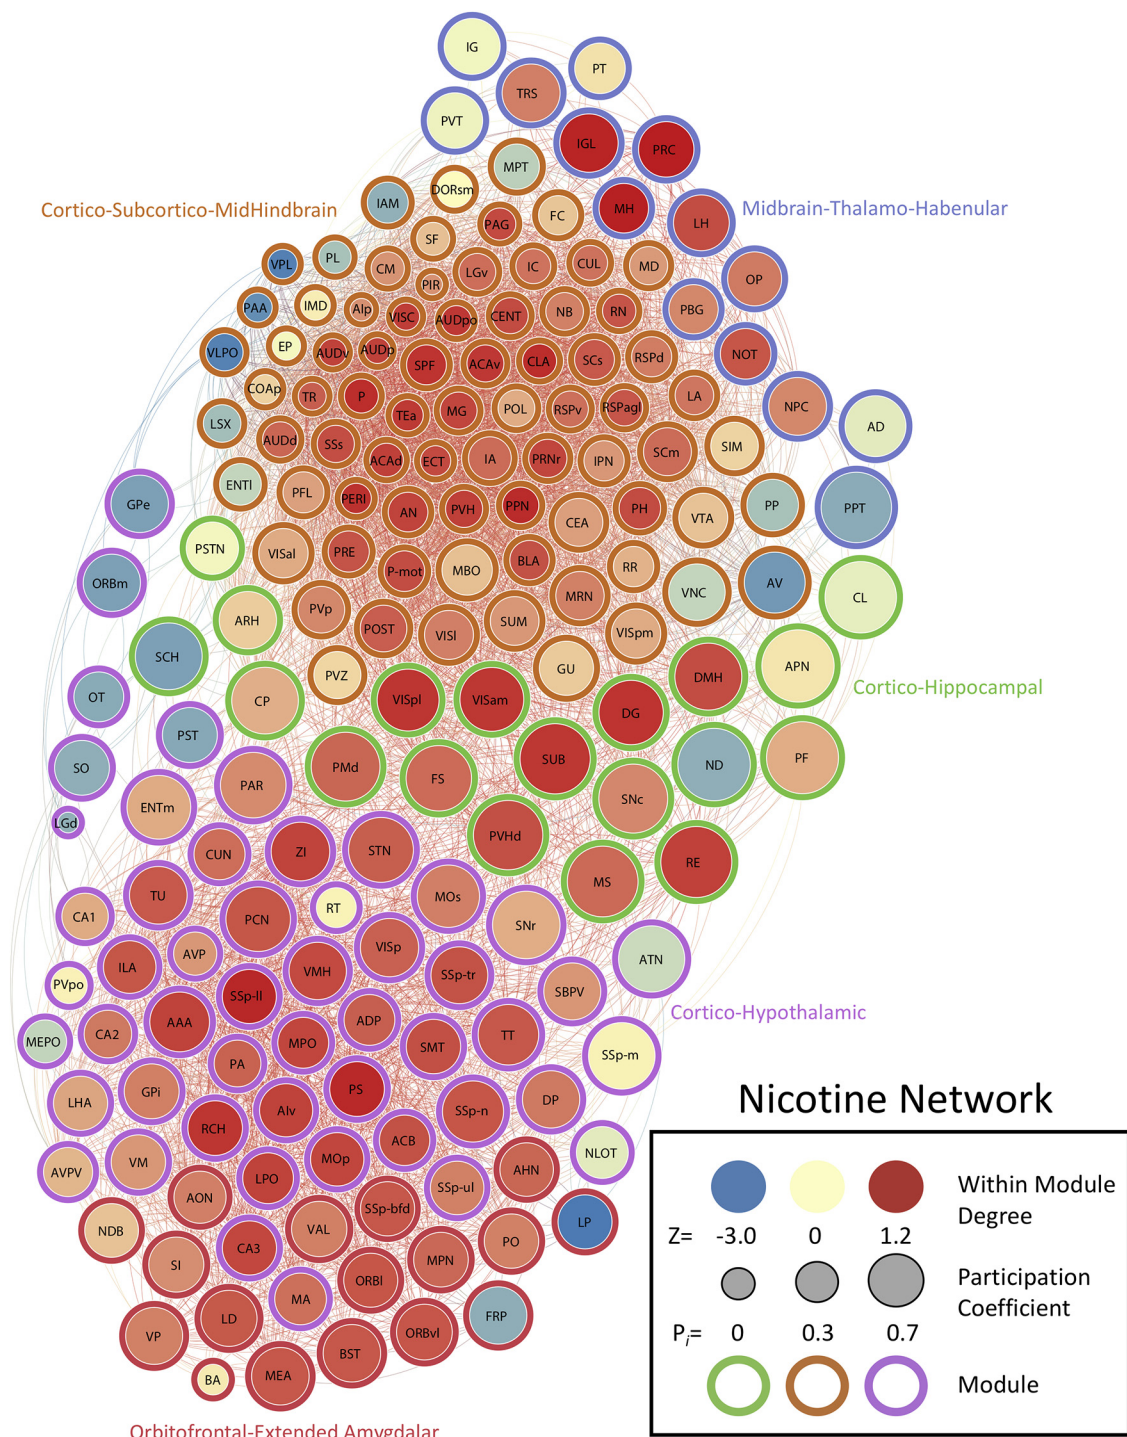 IG
PT
TRS
PVT
IGL
PRC
MPT
DORsm
IAM
Cortico-Subcortico-MidHindbrain
PAG
FC
MH
Midbrain-Thalamo-Habenular
LH
SF
VPL
PL
CM
PIR
LGv
IC
CUL
MD
OP
PAA
IMD
AIp
VISC
AUDpo
CENT
NB
RN
PBG
VLPO
EP
AUDv
AUDp
SPF
ACAv
CLA
SCs
RSPd
NOT
COAp
TR
P
TEa
MG
POL
RSPv
RSPagl
LA
NPC
AD
LSX
AUDd
SSs
ACAd
ECT
IA
PRNr
IPN
SCm
SIM
GPe
ENTl
PFL
PERI
AN
PVH
PPN
CEA
PH
VTA
PP
PPT
PSTN
VISal
PRE
P-mot
MBO
BLA
RR
ORBm
MRN
VNC
AV
CL
ARH
PVp
POST
VISl
SUM
VISpm
SCH
PVZ
GU
DMH
APN
Cortico-Hippocampal
OT
CP
VISpl
VISam
DG
PST
SO
PAR
PMd
FS
SUB
ND
PF
LGd
ENTm
SNc
CUN
ZI
STN
PVHd
RE
TU
RT
MOs
MS
CA1
PCN
SNr
AVP
VISp
ATN
ILA
PVpo
SSp-ll
VMH
SSp-tr
SBPV
Cortico-Hypothalamic
MEPO
CA2
AAA
MPO
ADP
SMT
TT
SSp-m
PA
LHA
GPi
RCH
AIv
PS
SSp-n
DP
Nicotine Network
AVPV
VM
LPO
MOp
ACB
NLOT
AHN
AON
SSp-ul
NDB
SSp-bfd
LP
VAL
CA3
PO
SI
MPN
ORBl
MA
LD
FRP
VP
ORBvl
BST
BA
MEA
Within Module
Degree
Z= -3.0 0 1.2
Participation
Coefficient
Pi= 0 0.3 0.7
Module
Orbitofrontal-Extended Amygdalar